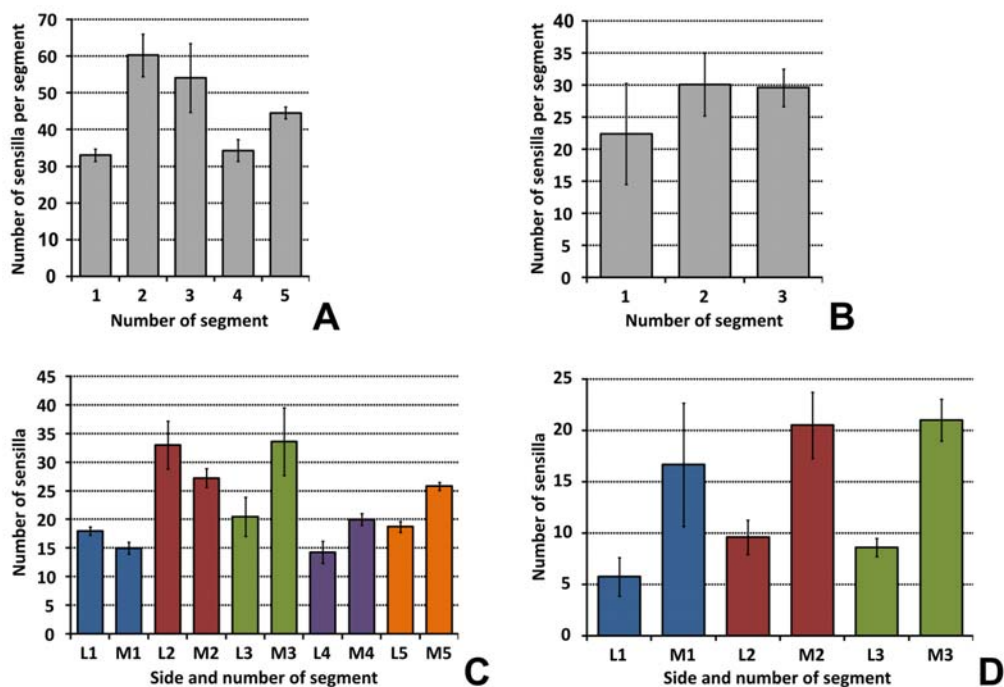 Number of sensilla per segment
70
60
50
40
30
20
10
0
1 2 3 4 5
Number of segment
A
Number of sensilla per segment
40
35
30
25
20
15
10
5
0
1 2 3
Number of segment
B
Number of sensilla
45
40
35
30
25
20
15
10
5
0
L1 M1 L2 M2 L3 M3 L4 M4 L5 M5
Side and number of segment
C
Number of sensilla
25
20
15
10
5
0
L1 M1 L2 M2 L3 M3
Side and number of segment
D